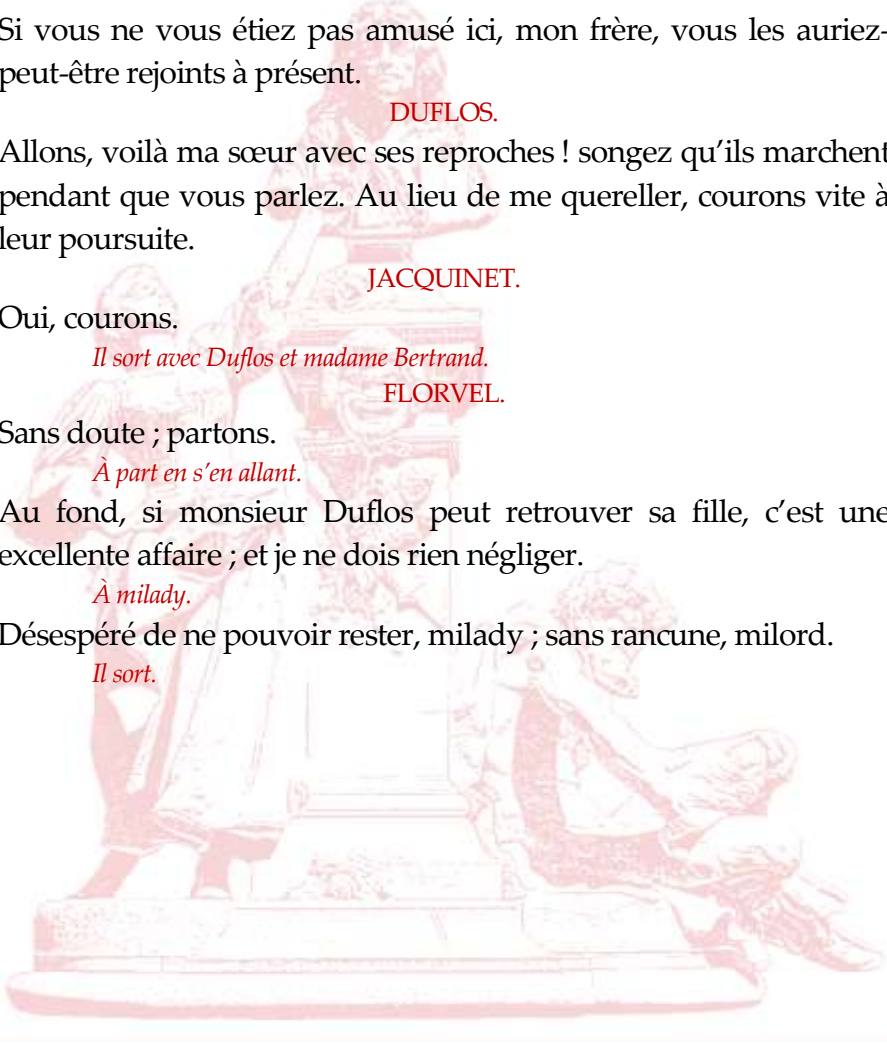 Si vous ne vous étiez pas amusé ici, mon frère, vous les auriez-
peut-être rejoints à présent.
DUFLOS.
Allons, voilà ma sœur avec ses reproches ! songez qu’ils marchent
pendant que vous parlez. Au lieu de me quereller, courons vite à
leur poursuite.
JACQUINET.
Oui, courons.
Il sort avec Duflos et madame Bertrand.
FLORVEL.
Sans doute ; partons.
À part en s’en allant.
Au fond, si monsieur Duflos peut retrouver sa fille, c’est une
excellente affaire ; et je ne dois rien négliger.
À milady.
Désespéré de ne pouvoir rester, milady ; sans rancune, milord.
Il sort.